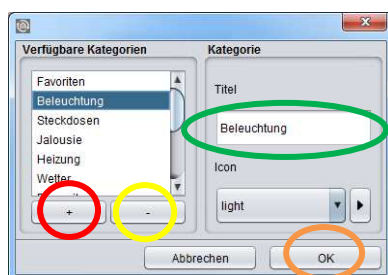 Verfügbare Kategorien
Favoriten
Beleuchtung
Steckdosen
Jalousie
Heizung
Wetter
+ -
Kategorie
Titel
Beleuchtung
Icon
light
Abbrechen OK